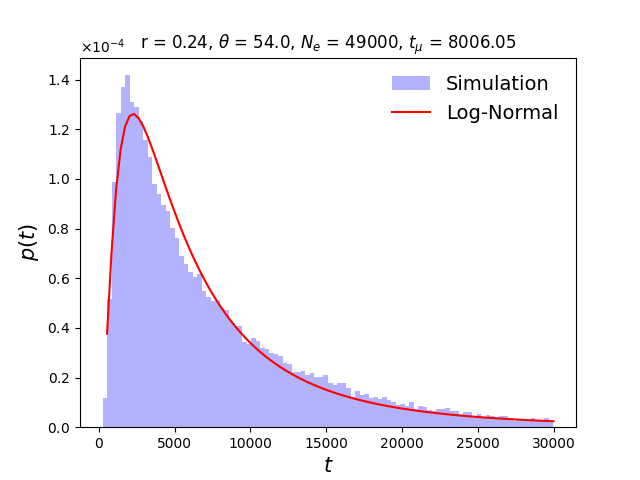 ×10⁻⁴ r = 0.24, θ = 54.0, Nₑ = 49000, t_μ = 8006.05
1.4
1.2
1.0
0.8
0.6
0.4
0.2
0.0
p(t)
Simulation
Log-Normal
0 5000 10000 15000 20000 25000 30000
t